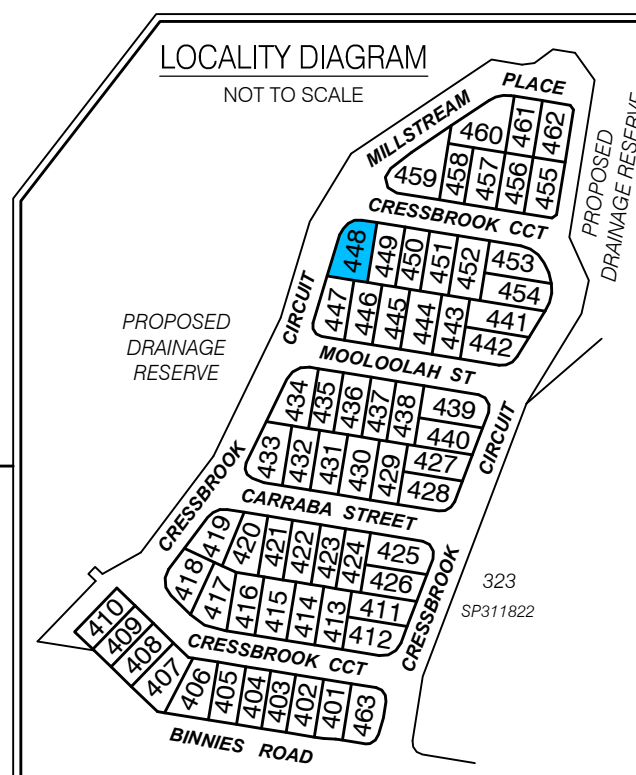 LOCALITY DIAGRAM
NOT TO SCALE
MILLSTREAM PLACE
459 460 461 462
458 457 456 455
CRESSBROOK CCT
PROPOSED
DRAINAGE RESERVE
448 449 450 451 452 453
454
447 446 445 444 443 441
442
CIRCUIT
PROPOSED
DRAINAGE
RESERVE
MOOLOOLAH ST
434 435 436 437 438 439
440
433 432 431 430 429 427
428
CIRCUIT
CRESSBROOK
CARRABA STREET
418 419 420 421 422 423 424 425
426
417 416 415 414 413 411
412
CRESSBROOK
323
SP311822
CRESSBROOK CCT
410
409
408
407
406 405 404 403 402 401 463
BINNIES ROAD